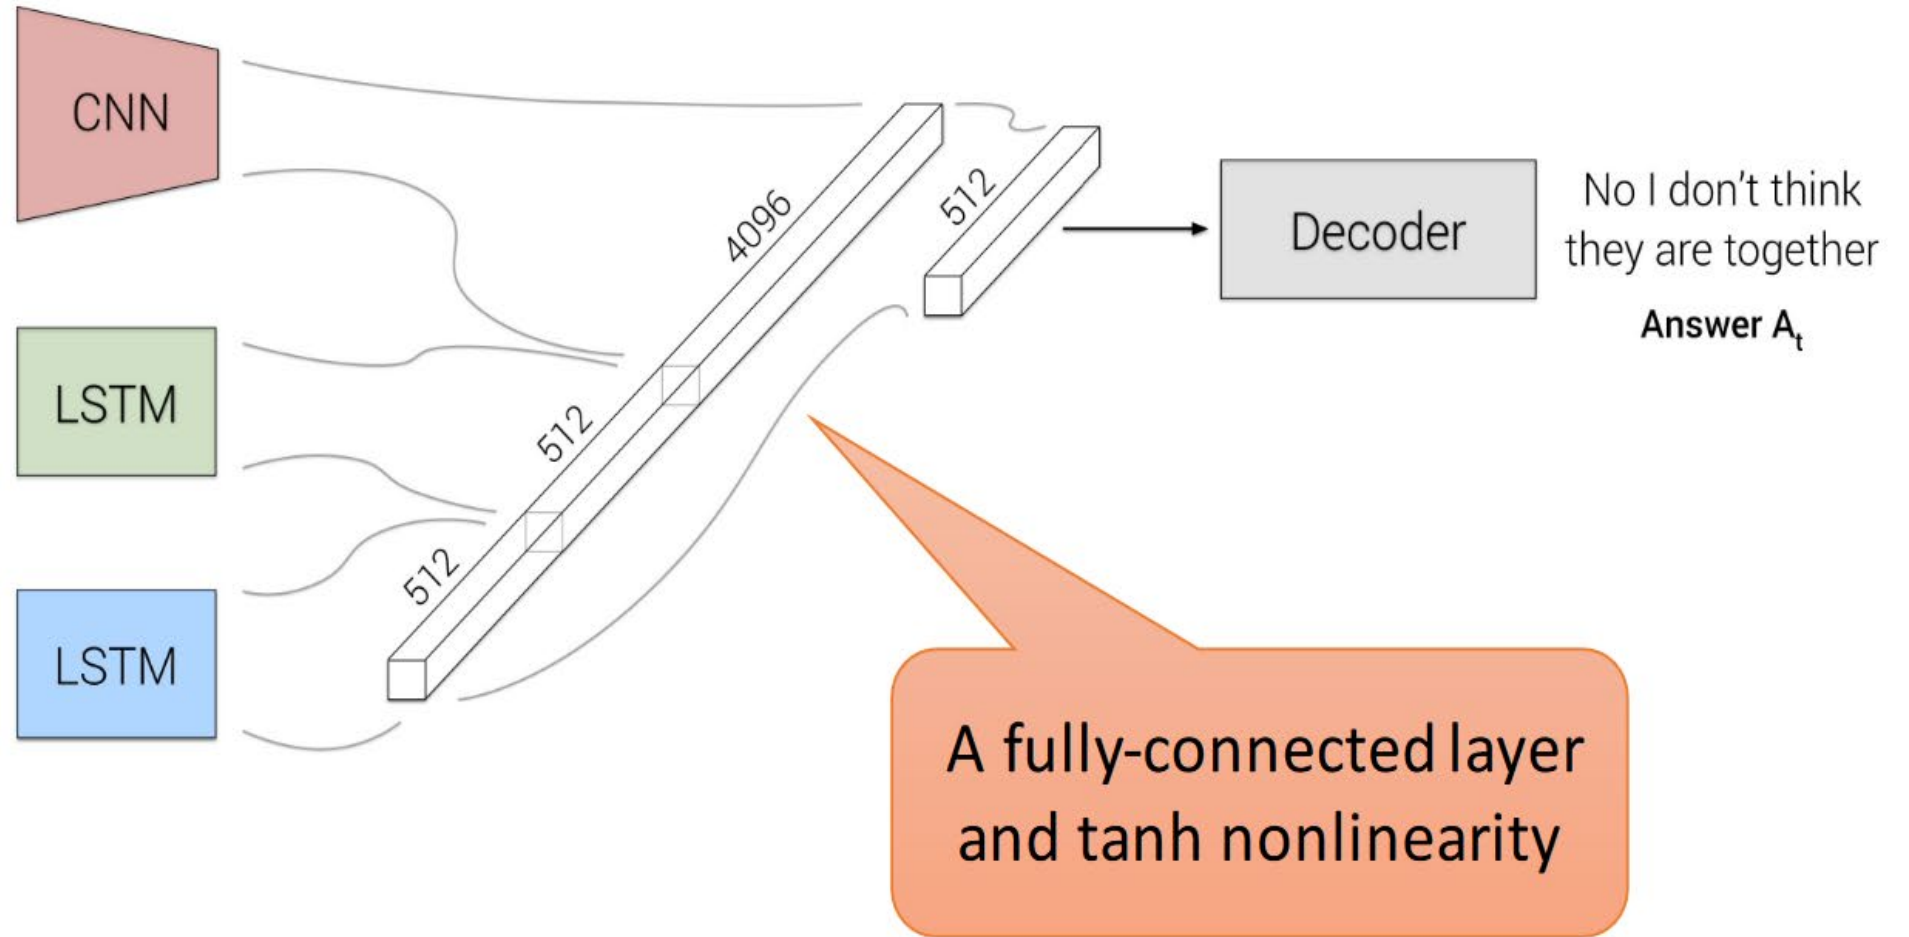 CNN
4096
512
No I don't think
they are together
Decoder
Answer At
LSTM
512
512
LSTM
A fully-connected layer
and tanh nonlinearity